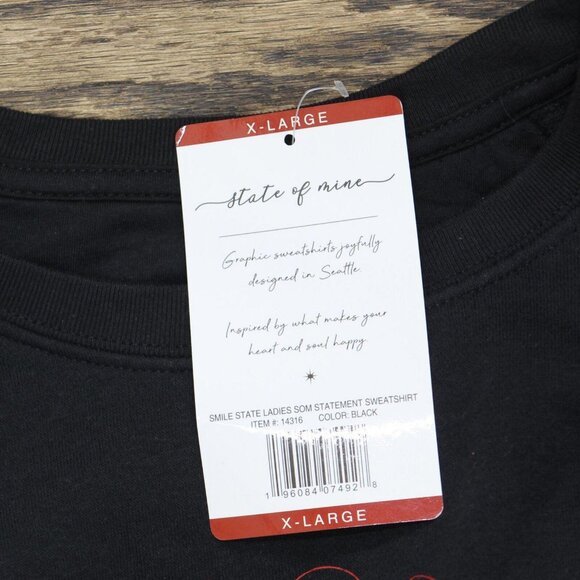 X-LARGE
state of mine
Graphic sweatshirts joyfully
designed in Seattle.
Inspired by what makes your
heart and soul happy
SMILE STATE LADIES SOM STATEMENT SWEATSHIRT
ITEM #: 14316 COLOR: BLACK
1 96084 07492 8
X-LARGE